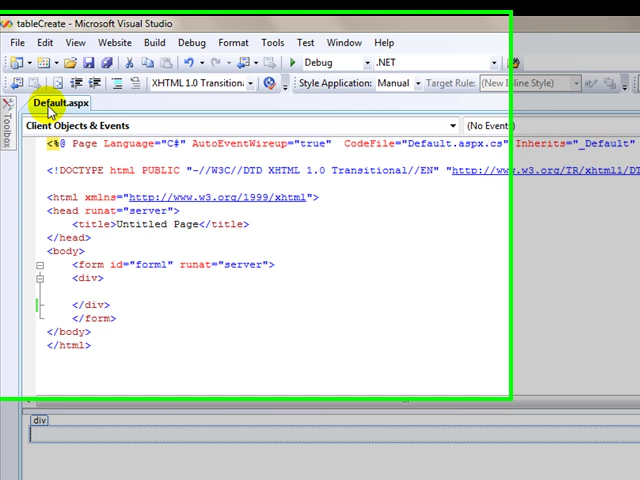 tableCreate - Microsoft Visual Studio
File Edit View Website Build Debug Format Tools Test Window Help
Debug .NET
XHTML 1.0 Transition Style Application: Manual Target Rule: (New Inline Style)
Toolbox
Default.aspx
Client Objects & Events (No Events)
<%@ Page Language="C#" AutoEventWireup="true" CodeFile="Default.aspx.cs" Inherits="_Default"
<!DOCTYPE html PUBLIC "-//W3C//DTD XHTML 1.0 Transitional//EN" "http://www.w3.org/TR/xhtml1/DT
<html xmlns="http://www.w3.org/1999/xhtml">
<head runat="server">
<title>Untitled Page</title>
</head>
<body>
<form id="form1" runat="server">
<div>
</div>
</form>
</body>
</html>
div